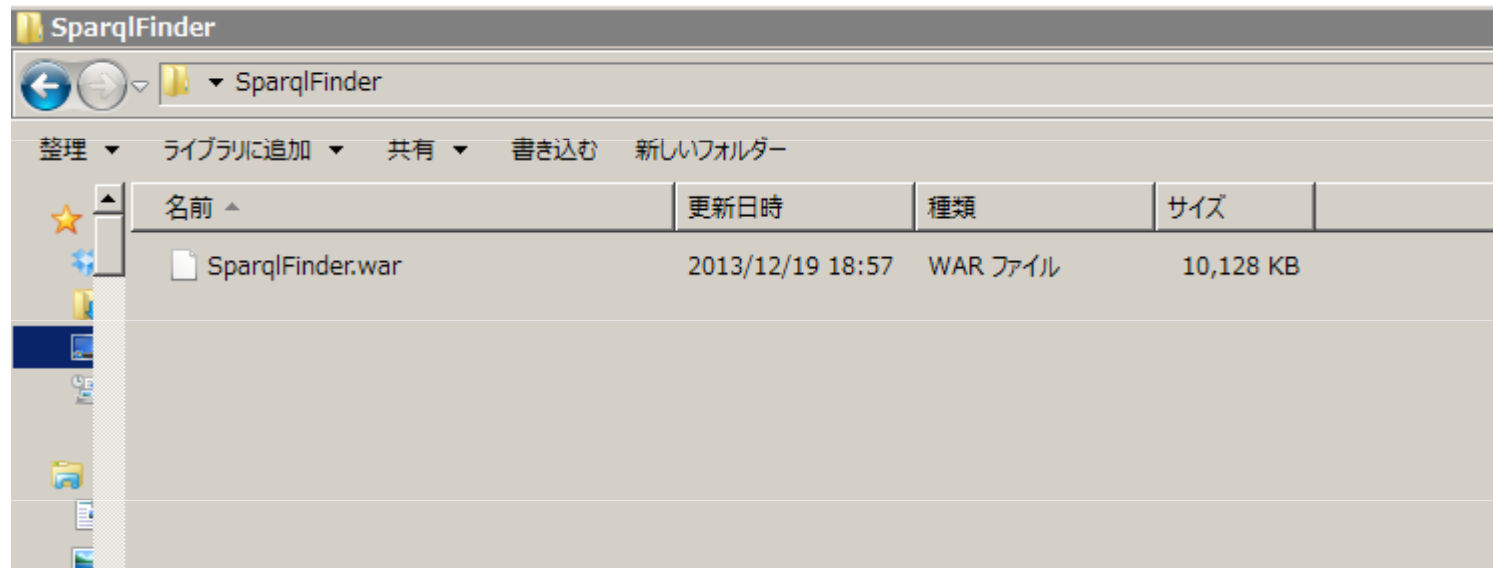 SparqlFinder
SparqlFinder
整理 ライブラリに追加 共有 書き込む 新しいフォルダー
名前 更新日時 種類 サイズ
SparqlFinder.war 2013/12/19 18:57 WAR ファイル 10,128 KB